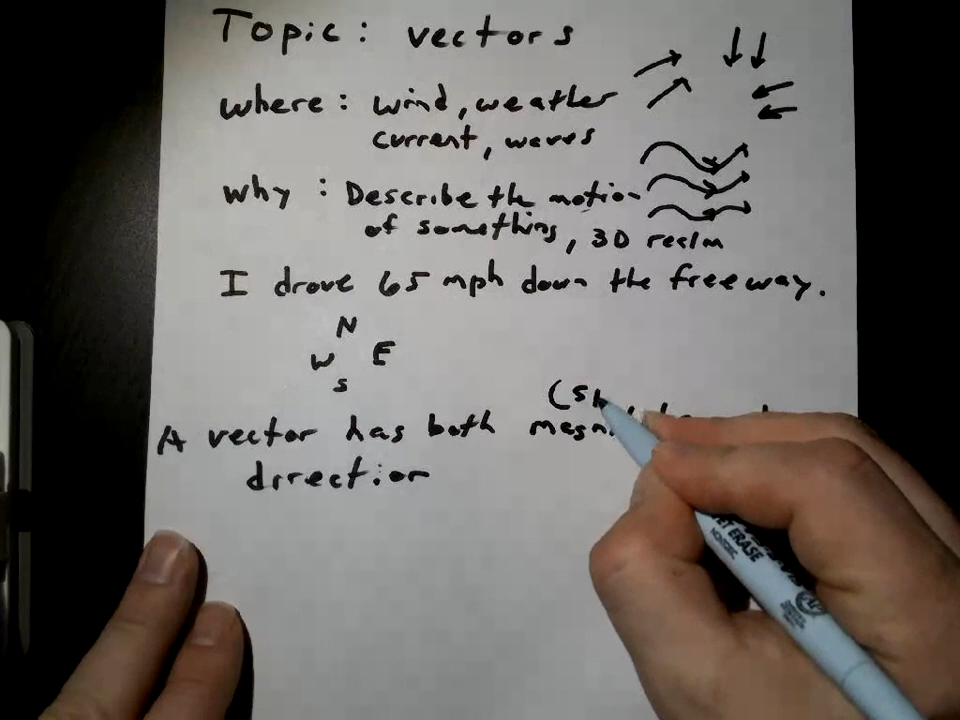 Topic: vectors
where: wind, weather
current, waves
why: Describe the motion
of something, 3D realm
I drove 65 mph down the freeway.
N
W E
S
A vector has both
direction